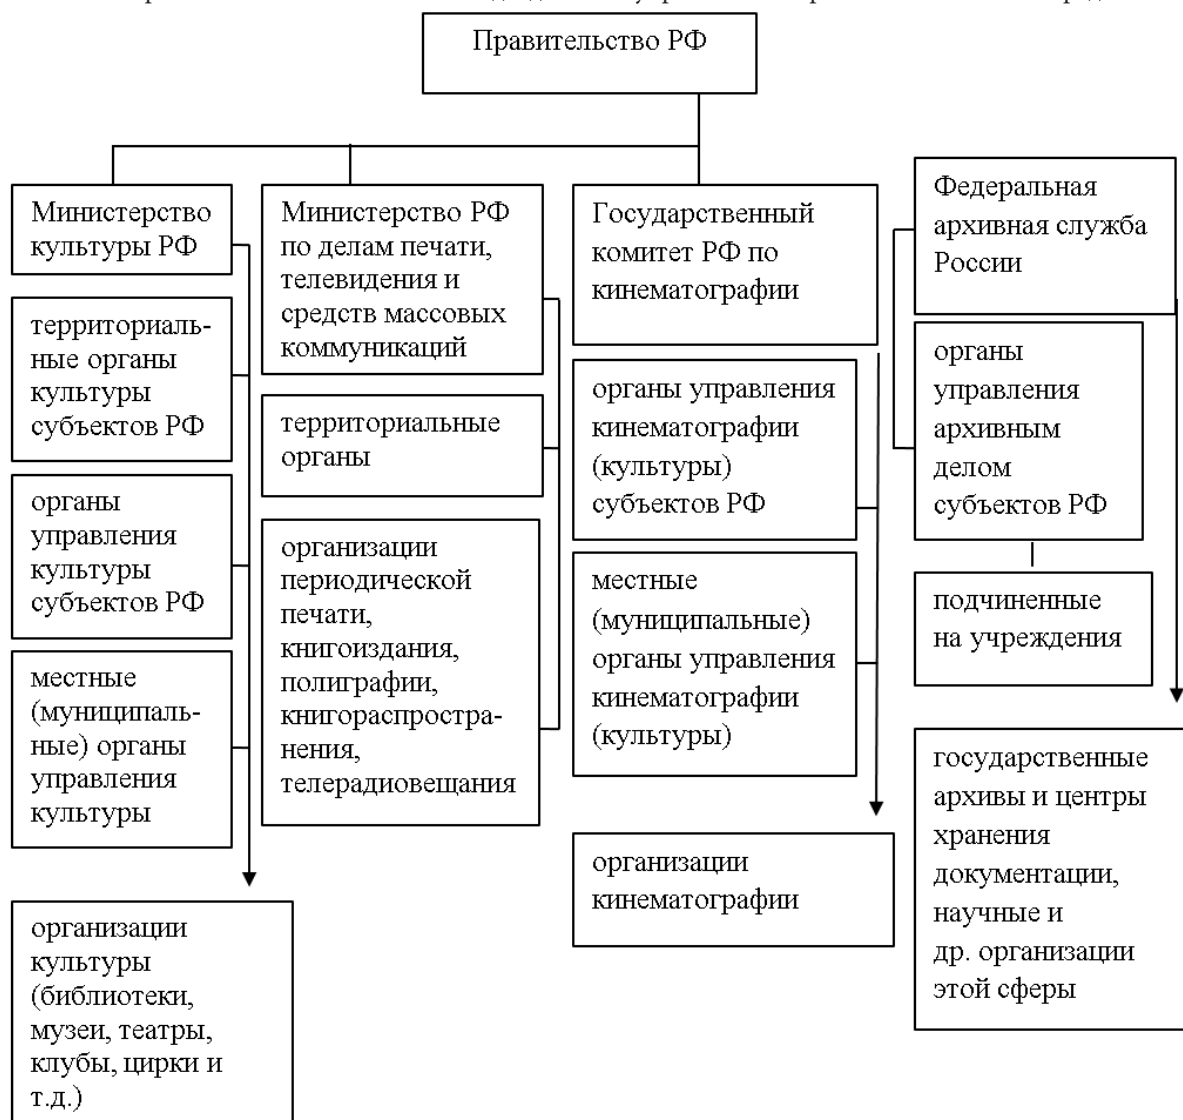 Правительство РФ
Министерство
культуры РФ
территориаль-
ные органы
культуры
субъектов РФ
органы
управления
культуры
субъектов РФ
местные
(муниципаль-
ные) органы
управления
культуры
организации
культуры
(библиотеки,
музеи, театры,
клубы, цирки и
т.д.)
Министерство РФ
по делам печати,
телевидения и
средств массовых
коммуникаций
территориальные
органы
организации
периодической
печати,
книгоиздания,
полиграфии,
книгораспростра-
нения,
телерадиовещания
Государственный
комитет РФ по
кинематографии
органы управления
кинематографии
(культуры)
субъектов РФ
местные
(муниципальные)
органы управления
кинематографии
(культуры)
организации
кинематографии
Федеральная
архивная служба
России
органы
управления
архивным
делом
субъектов РФ
подчиненные
на учреждения
государственные
архивы и центры
хранения
документации,
научные и
др. организации
этой сферы